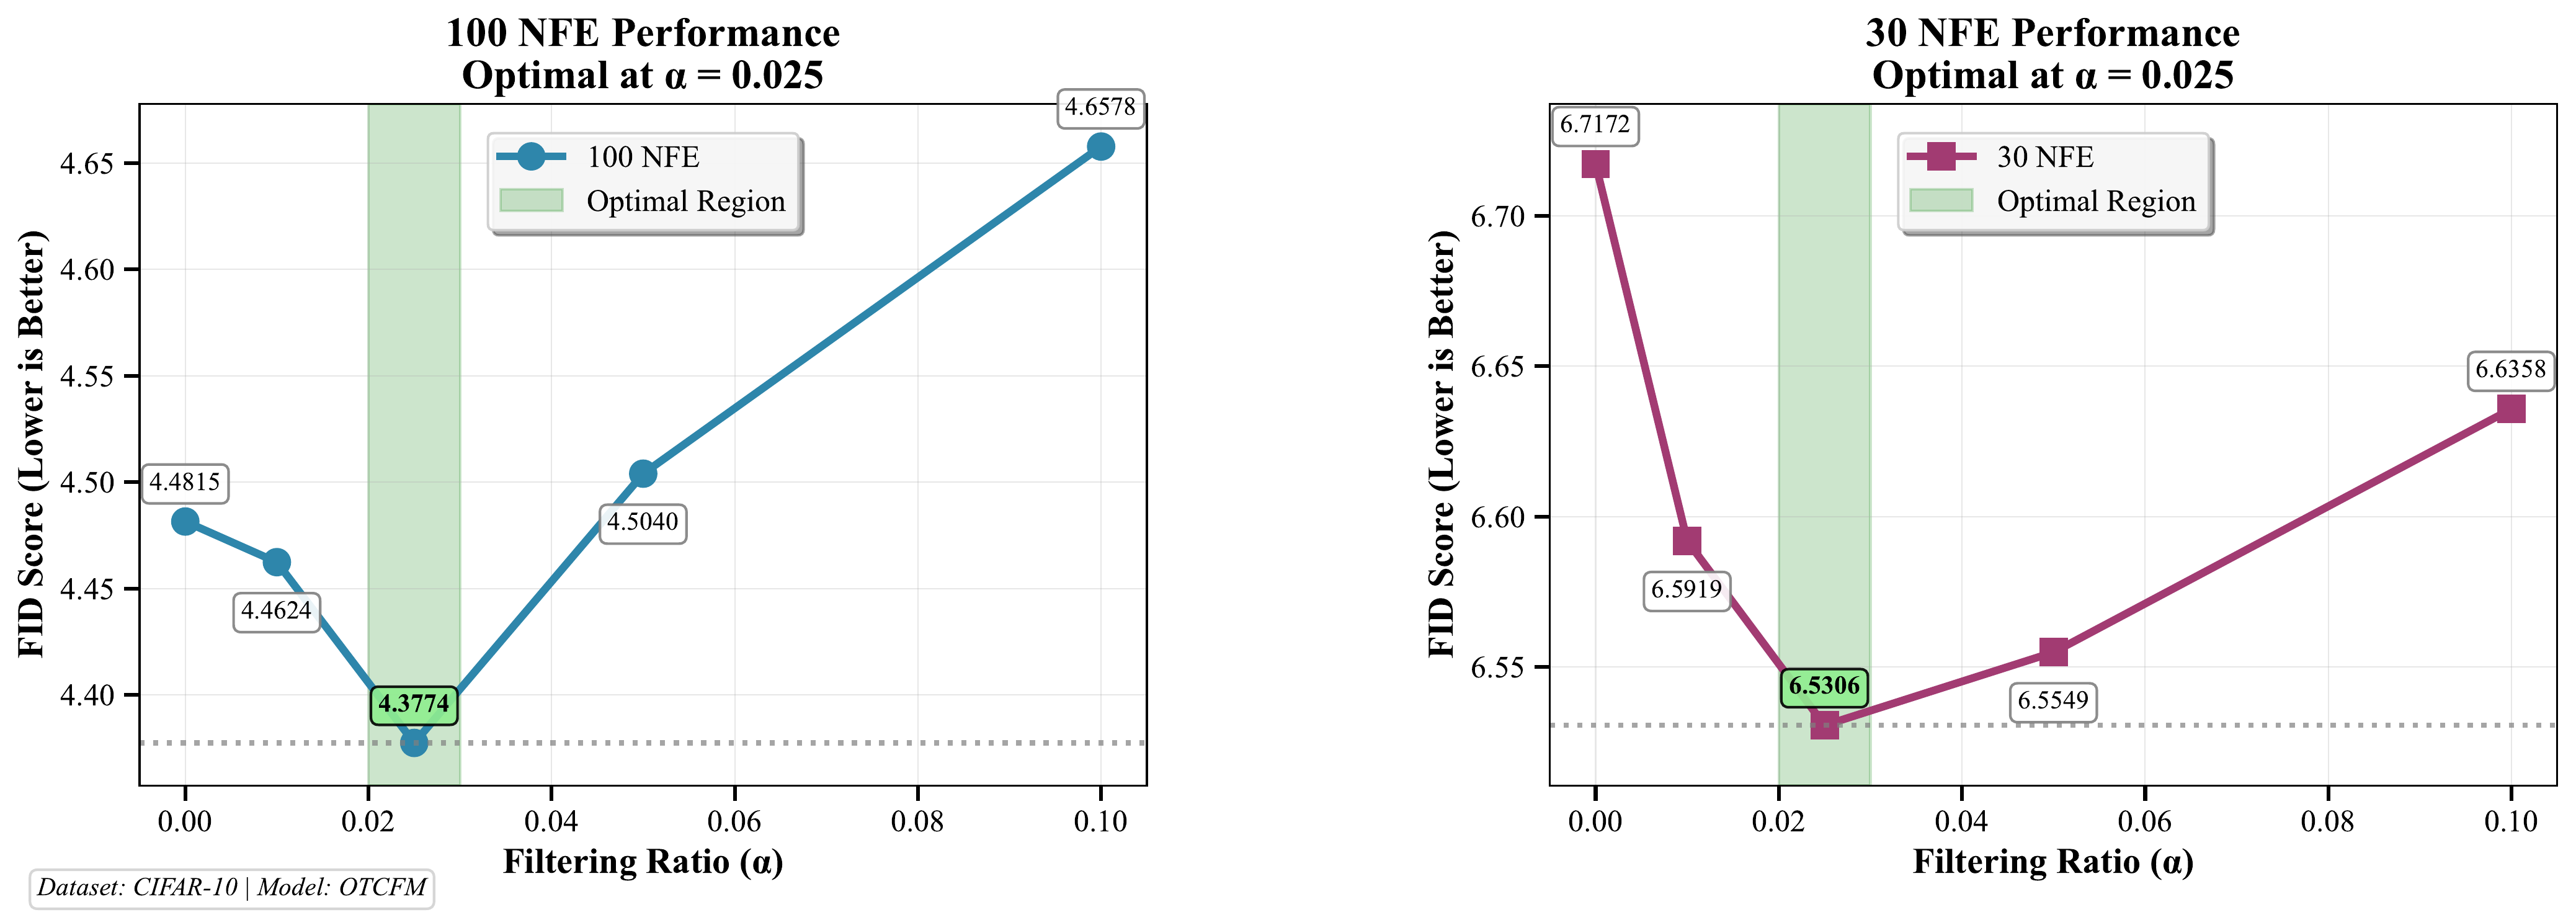 100 NFE Performance
Optimal at α = 0.025
FID Score (Lower is Better)
4.65
4.60
4.55
4.50
4.45
4.40
100 NFE
Optimal Region
4.4815
4.4624
4.3774
4.5040
4.6578
0.00
0.02
0.04
0.06
0.08
0.10
Filtering Ratio (α)
Dataset: CIFAR-10 | Model: OTCFM
30 NFE Performance
Optimal at α = 0.025
FID Score (Lower is Better)
6.70
6.65
6.60
6.55
30 NFE
Optimal Region
6.7172
6.5919
6.5306
6.5549
6.6358
0.00
0.02
0.04
0.06
0.08
0.10
Filtering Ratio (α)